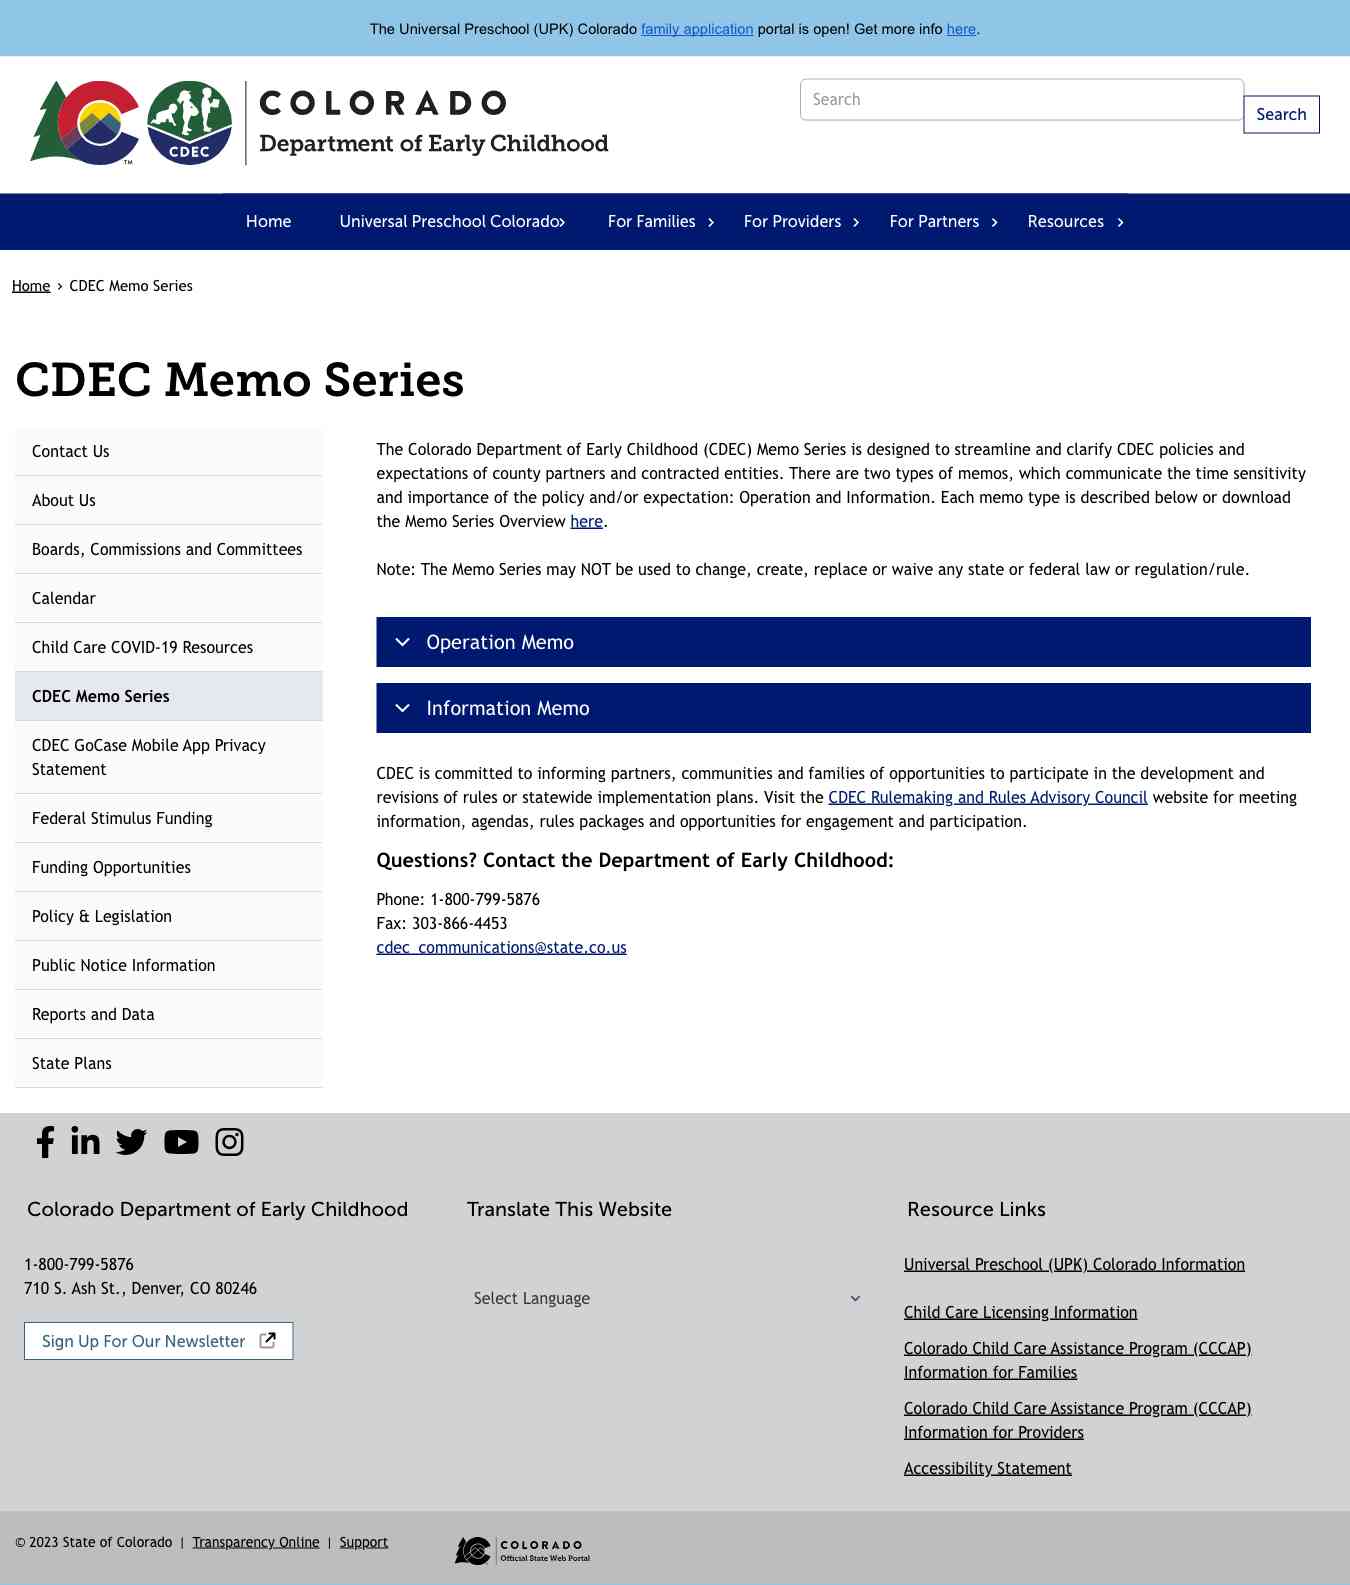 The Universal Preschool (UPK) Colorado family application portal is open! Get more info here.
CDEC
TM
COLORADO
Department of Early Childhood
Search
Search
Home
Universal Preschool Colorado
For Families
For Providers
For Partners
Resources
Home › CDEC Memo Series
CDEC Memo Series
Contact Us
About Us
Boards, Commissions and Committees
Calendar
Child Care COVID-19 Resources
CDEC Memo Series
CDEC GoCase Mobile App Privacy
Statement
Federal Stimulus Funding
Funding Opportunities
Policy & Legislation
Public Notice Information
Reports and Data
State Plans
The Colorado Department of Early Childhood (CDEC) Memo Series is designed to streamline and clarify CDEC policies and
expectations of county partners and contracted entities. There are two types of memos, which communicate the time sensitivity
and importance of the policy and/or expectation: Operation and Information. Each memo type is described below or download
the Memo Series Overview here.
Note: The Memo Series may NOT be used to change, create, replace or waive any state or federal law or regulation/rule.
Operation Memo
Information Memo
CDEC is committed to informing partners, communities and families of opportunities to participate in the development and
revisions of rules or statewide implementation plans. Visit the CDEC Rulemaking and Rules Advisory Council website for meeting
information, agendas, rules packages and opportunities for engagement and participation.
Questions? Contact the Department of Early Childhood:
Phone: 1-800-799-5876
Fax: 303-866-4453
cdec_communications@state.co.us
Colorado Department of Early Childhood
1-800-799-5876
710 S. Ash St., Denver, CO 80246
Sign Up For Our Newsletter
Translate This Website
Select Language
Resource Links
Universal Preschool (UPK) Colorado Information
Child Care Licensing Information
Colorado Child Care Assistance Program (CCCAP)
Information for Families
Colorado Child Care Assistance Program (CCCAP)
Information for Providers
Accessibility Statement
© 2023 State of Colorado | Transparency Online | Support
COLORADO
Official State Web Portal